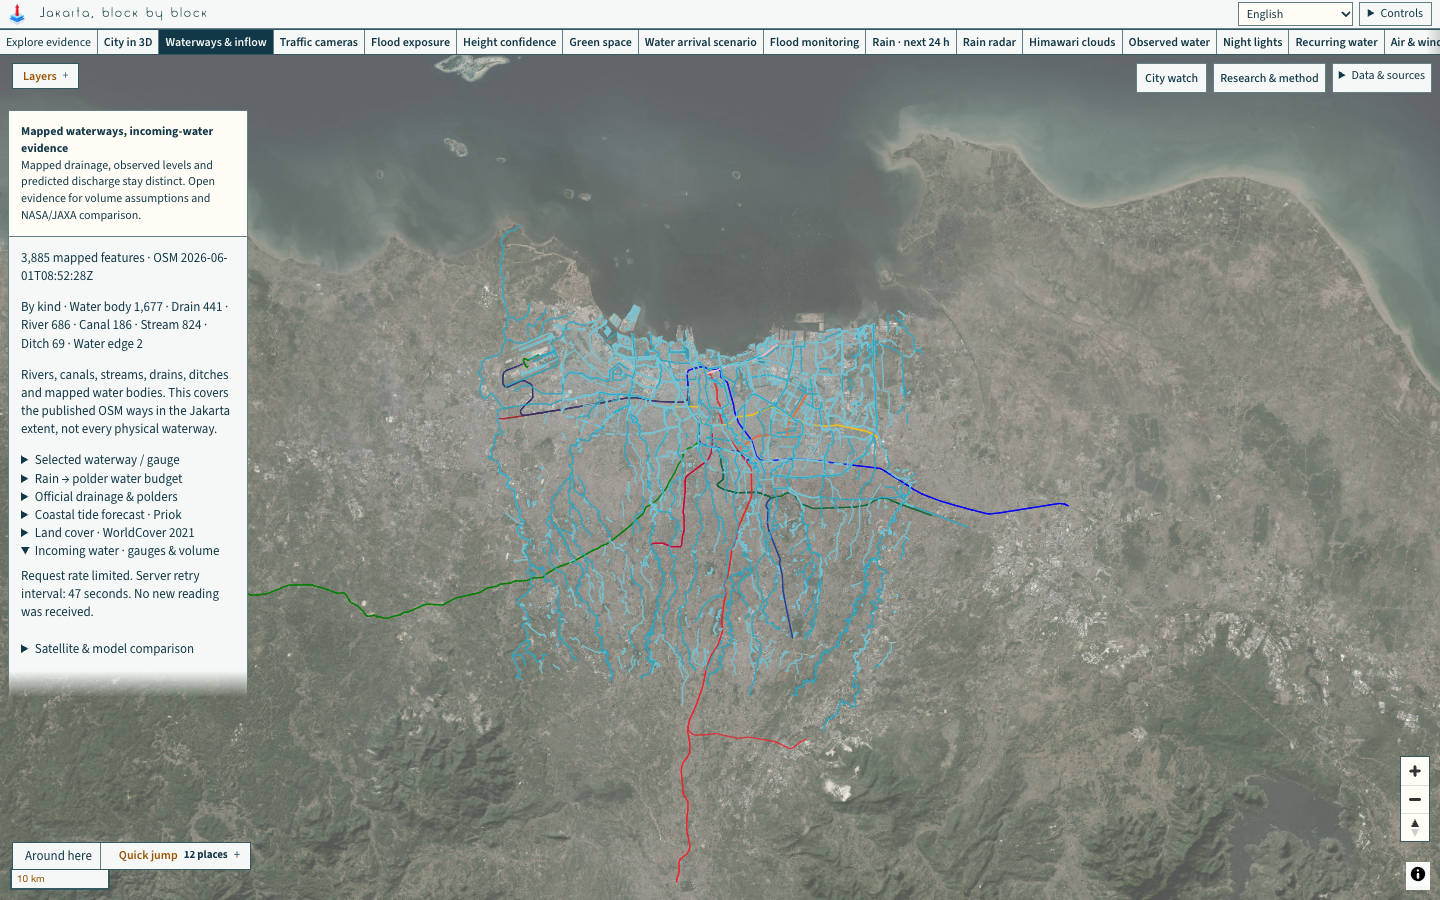 Jakarta, block by block
English
Controls
Explore evidence
City in 3D
Waterways & inflow
Traffic cameras
Flood exposure
Height confidence
Green space
Water arrival scenario
Flood monitoring
Rain · next 24 h
Rain radar
Himawari clouds
Observed water
Night lights
Recurring water
Air & wind
Layers +
City watch
Research & method
Data & sources
Mapped waterways, incoming-water
evidence
Mapped drainage, observed levels and
predicted discharge stay distinct. Open
evidence for volume assumptions and
NASA/JAXA comparison.
3,885 mapped features · OSM 2026-06-
01T08:52:28Z
By kind · Water body 1,677 · Drain 441 ·
River 686 · Canal 186 · Stream 824 ·
Ditch 69 · Water edge 2
Rivers, canals, streams, drains, ditches
and mapped water bodies. This covers
the published OSM ways in the Jakarta
extent, not every physical waterway.
Selected waterway / gauge
Rain → polder water budget
Official drainage & polders
Coastal tide forecast · Priok
Land cover · WorldCover 2021
Incoming water · gauges & volume
Request rate limited. Server retry
interval: 47 seconds. No new reading
was received.
Satellite & model comparison
Around here
Quick jump 12 places +
10 km